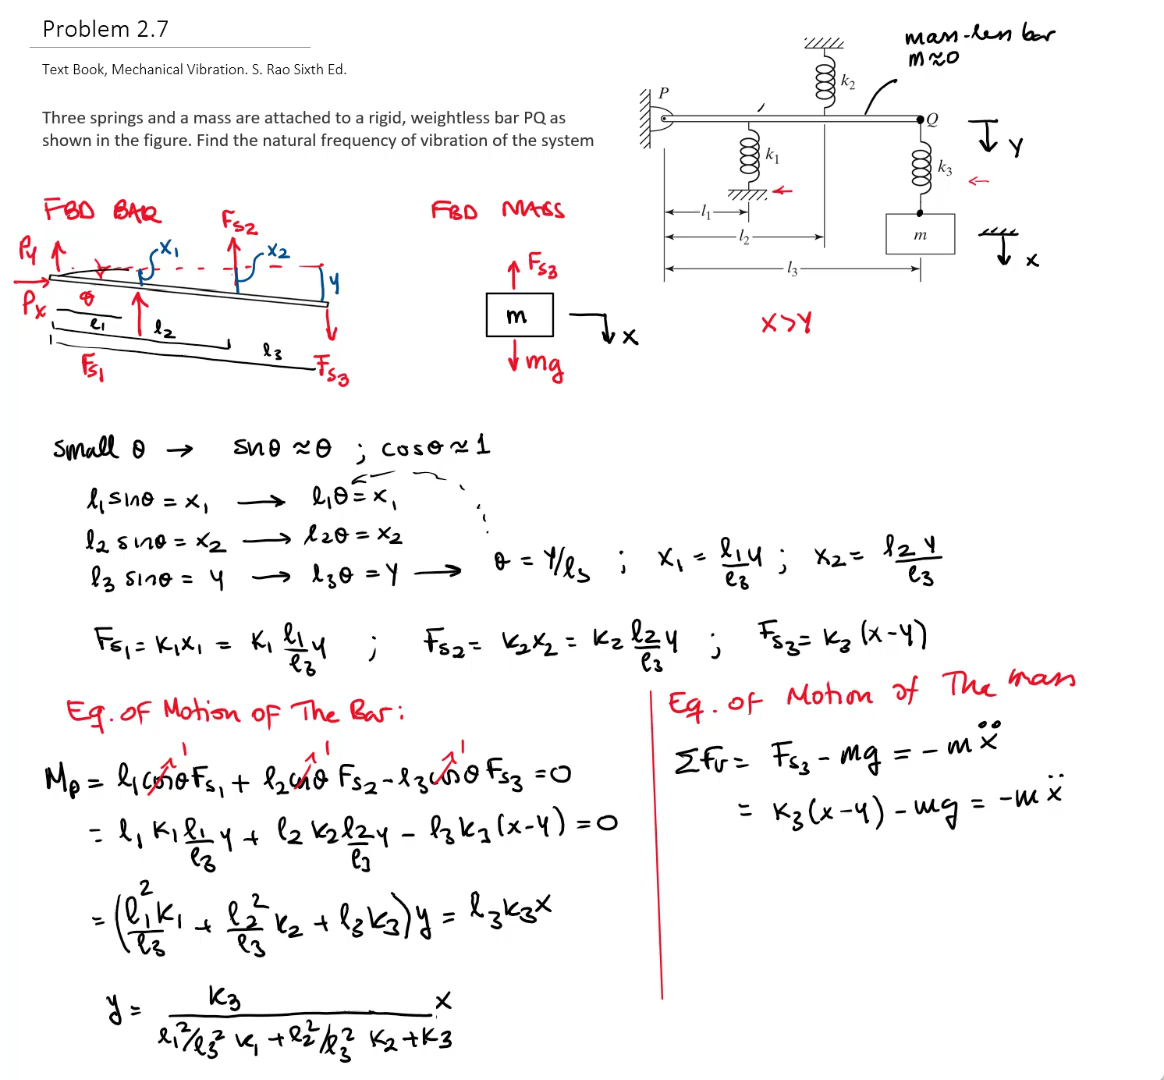 Problem 2.7
Text Book, Mechanical Vibration. S. Rao Sixth Ed.
Three springs and a mass are attached to a rigid, weightless bar PQ as
shown in the figure. Find the natural frequency of vibration of the system
mass-less bar
m≈0
P
k₂
Q
Y
k₁
k₃
l₁
l₂
m
x
l₃
x>y
FBD BAR
Fs2
Py
x₁
x₂
y
Px
θ
l₁
l₂
l₃
Fs1
Fs3
FBD MASS
Fs3
m
x
mg
small θ → sinθ ≈ θ ; cosθ ≈ 1
l₁ sinθ = x₁ → l₁θ = x₁
l₂ sinθ = x₂ → l₂θ = x₂
l₃ sinθ = y → l₃θ = y → θ = y/l₃ ; x₁ = l₁y/l₃ ; x₂ = l₂y/l₃
Fs1 = k₁x₁ = k₁ l₁/l₃ y ; Fs2 = k₂x₂ = k₂ l₂/l₃ y ; Fs3 = k₃(x-y)
Eq. of Motion of The Bar:
Mp = l₁cosθ Fs1 + l₂cosθ Fs2 - l₃cosθ Fs3 = 0
1 1 1
= l₁ k₁ l₁/l₃ y + l₂ k₂ l₂/l₃ y - l₃k₃(x-y) = 0
= (l₁²/l₃ k₁ + l₂²/l₃ k₂ + l₃k₃)y = l₃k₃x
y = k₃ / (l₁²/l₃² k₁ + l₂²/l₃² k₂ + k₃) x
Eq. of Motion of The mass
ΣFv = Fs3 - mg = -mẍ
= k₃(x-y) - mg = -mẍ